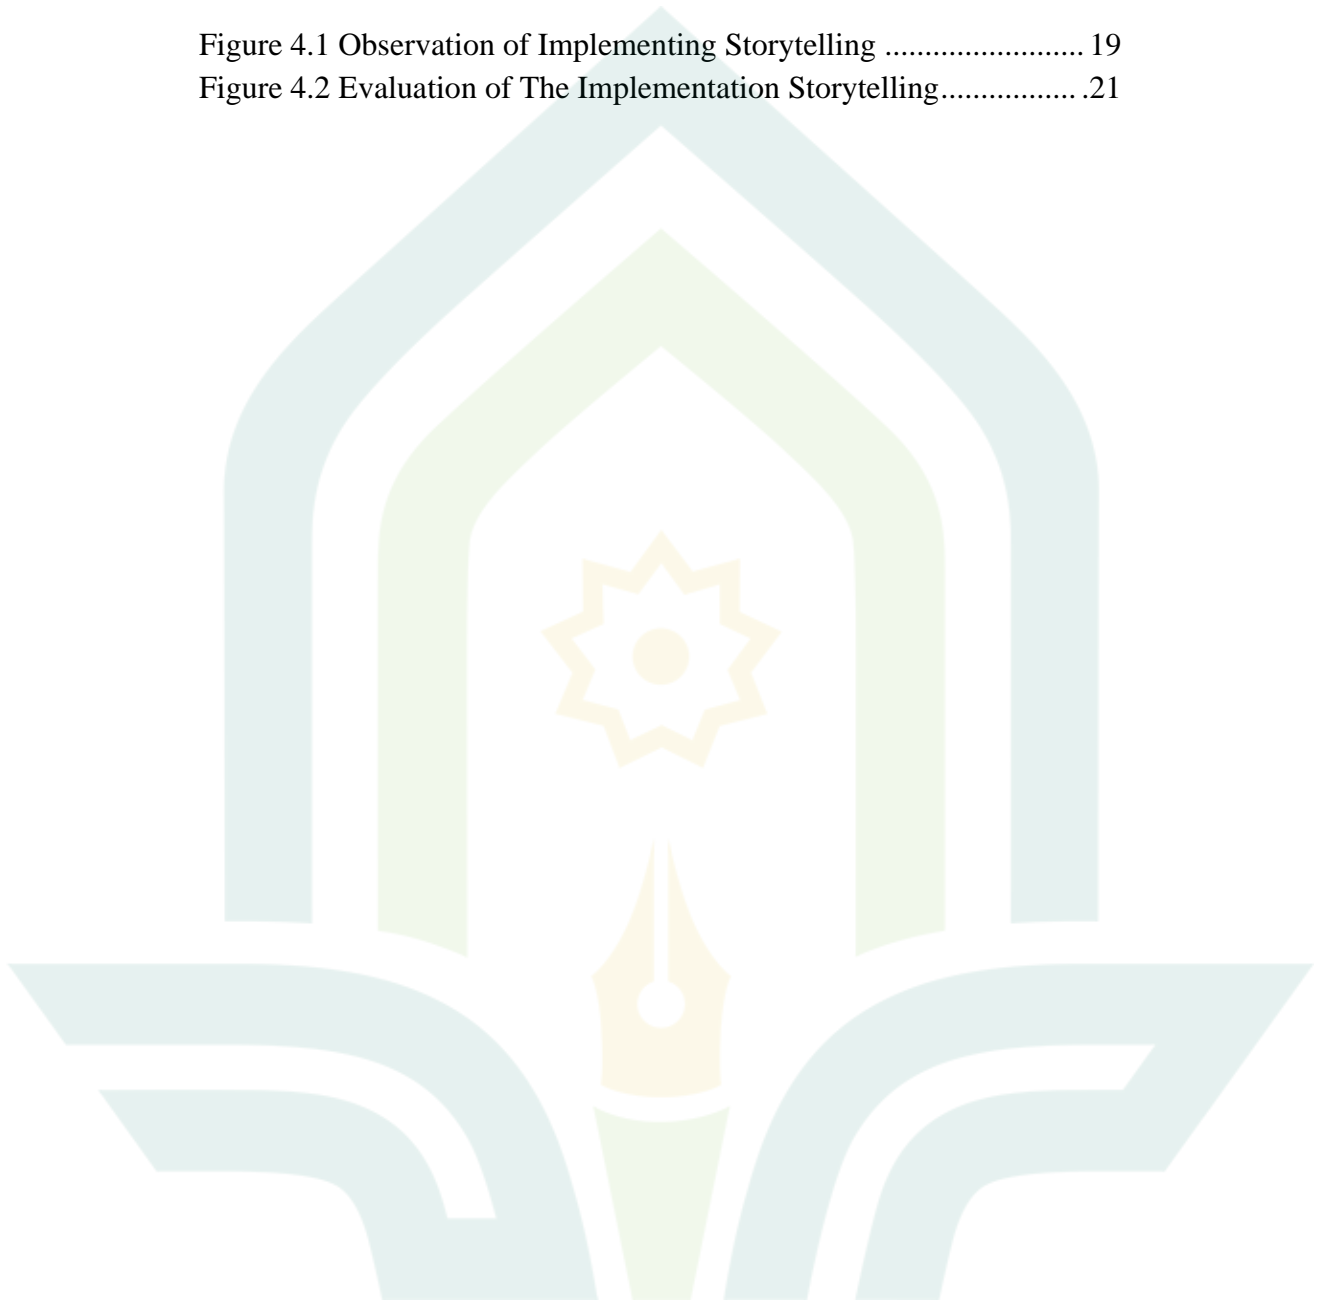 Figure 4.1 Observation of Implementing Storytelling ......................... 19
Figure 4.2 Evaluation of The Implementation Storytelling................. .21